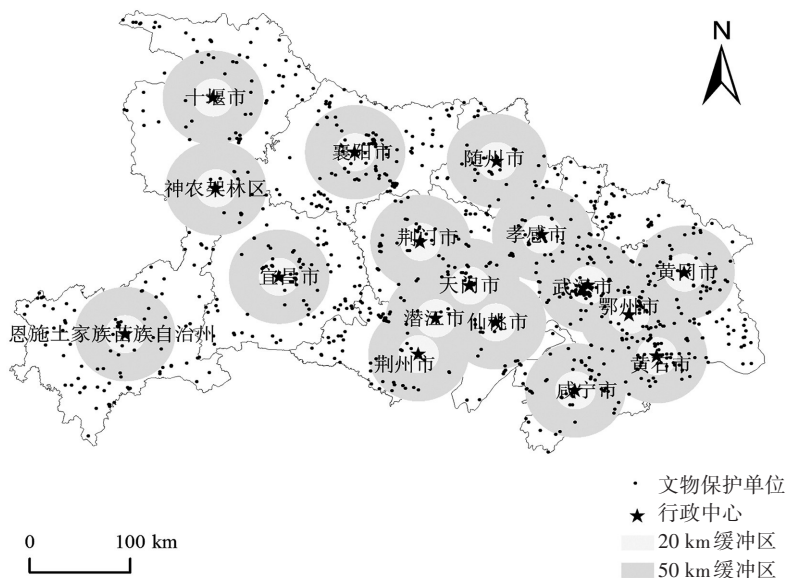 N
十堰市
襄阳市
随州市
神农架林区
荆门市
孝感市
宜昌市
天门市
武汉市
黄冈市
鄂州市
潜江市
仙桃市
恩施土家族苗族自治州
荆州市
黄石市
咸宁市
文物保护单位
行政中心
20 km缓冲区
50 km缓冲区
0 100 km